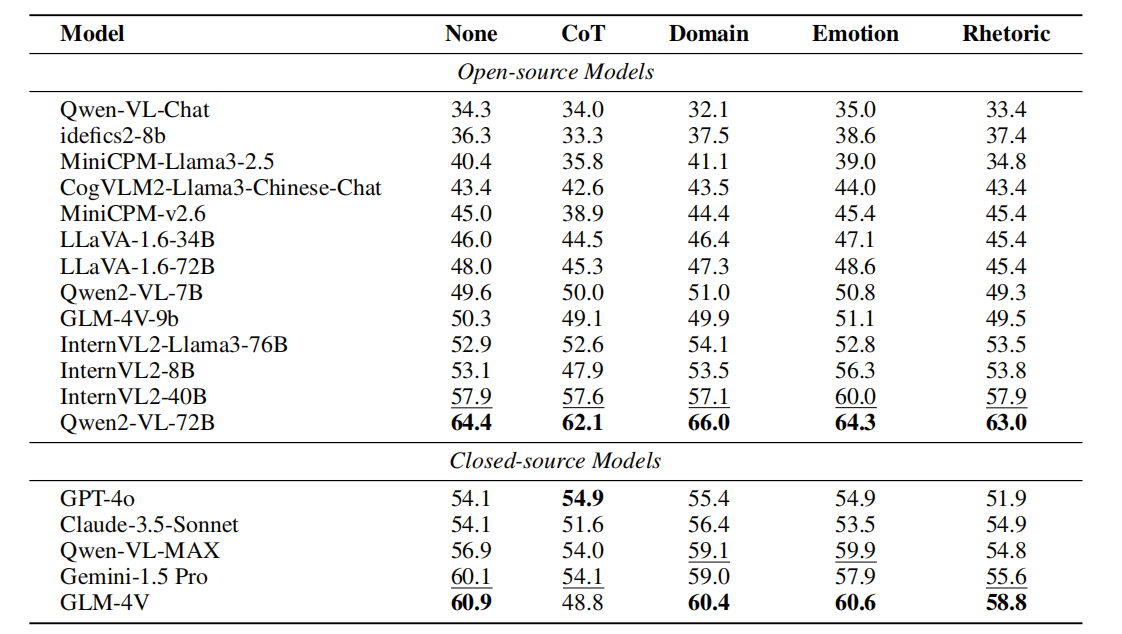 Model None CoT Domain Emotion Rhetoric
Open-source Models
Qwen-VL-Chat 34.3 34.0 32.1 35.0 33.4
idefics2-8b 36.3 33.3 37.5 38.6 37.4
MiniCPM-Llama3-2.5 40.4 35.8 41.1 39.0 34.8
CogVLM2-Llama3-Chinese-Chat 43.4 42.6 43.5 44.0 43.4
MiniCPM-v2.6 45.0 38.9 44.4 45.4 45.4
LLaVA-1.6-34B 46.0 44.5 46.4 47.1 45.4
LLaVA-1.6-72B 48.0 45.3 47.3 48.6 45.4
Qwen2-VL-7B 49.6 50.0 51.0 50.8 49.3
GLM-4V-9b 50.3 49.1 49.9 51.1 49.5
InternVL2-Llama3-76B 52.9 52.6 54.1 52.8 53.5
InternVL2-8B 53.1 47.9 53.5 56.3 53.8
InternVL2-40B 57.9 57.6 57.1 60.0 57.9
Qwen2-VL-72B 64.4 62.1 66.0 64.3 63.0
Closed-source Models
GPT-4o 54.1 54.9 55.4 54.9 51.9
Claude-3.5-Sonnet 54.1 51.6 56.4 53.5 54.9
Qwen-VL-MAX 56.9 54.0 59.1 59.9 54.8
Gemini-1.5 Pro 60.1 54.1 59.0 57.9 55.6
GLM-4V 60.9 48.8 60.4 60.6 58.8